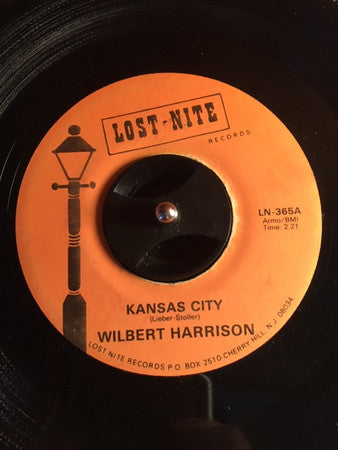 LOST-NITE
RECORDS
LN-365A
Armo/BMI
Time: 2.21
KANSAS CITY
(Lieber-Stoller)
WILBERT HARRISON
LOST NITE RECORDS P O BOX 2510-CHERRY HILL, N.J. 08034